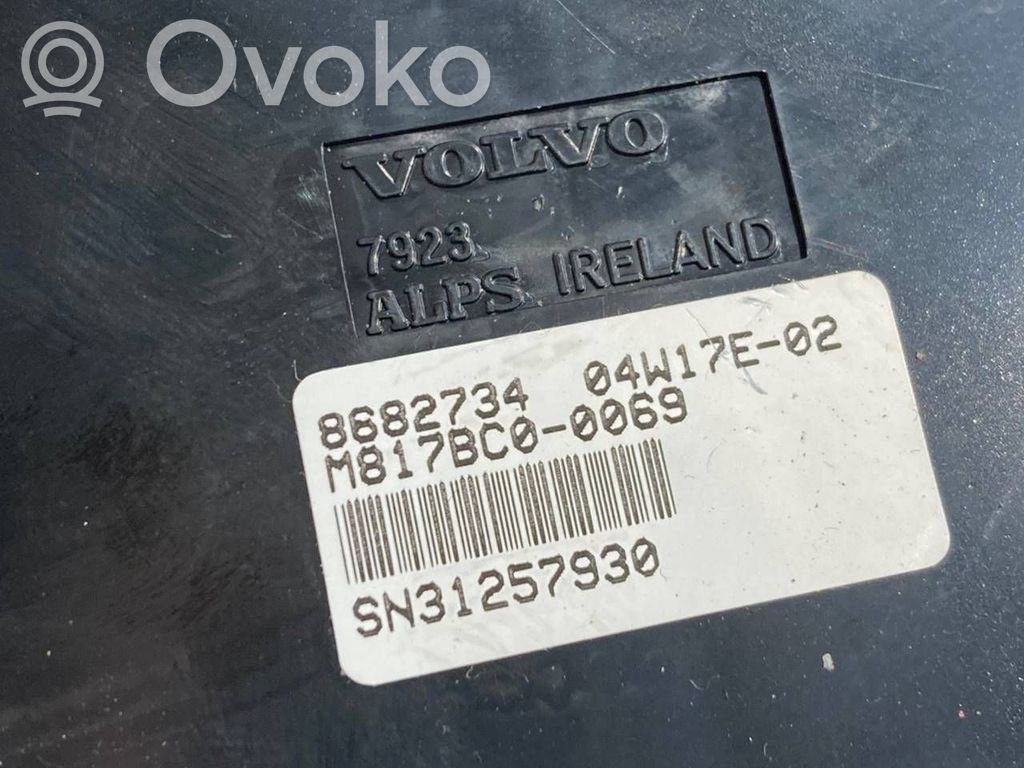 Ovoko
VOLVO
7923
ALPS. IRELAND
8682734 04W17E-02
M817BC0-0069
SN31257930